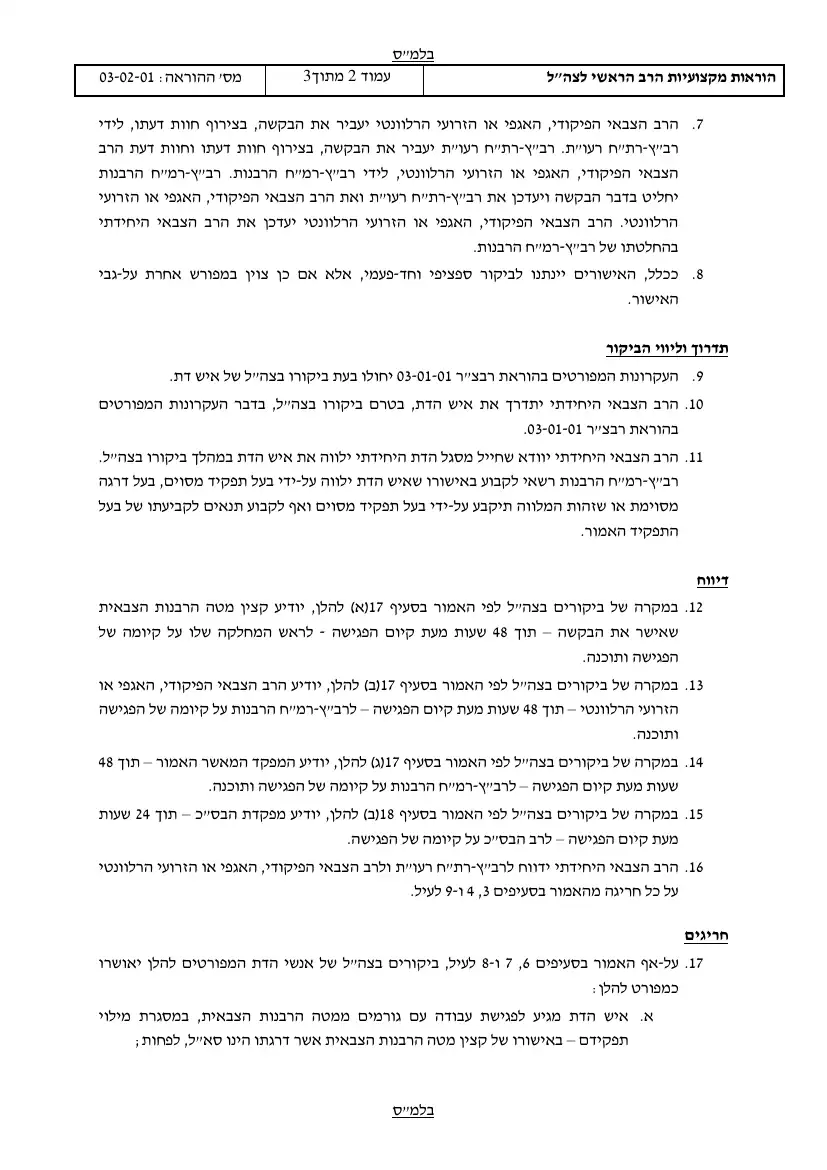 בלמ״ס
הוראות מקצועיות הרב הראשי לצה״ל
עמוד 2 מתוך3
מס׳ ההוראה: 03-02-01
7. הרב הצבאי הפיקודי, האגפי או הזרועי הרלוונטי יעביר את הבקשה, בצירוף חוות דעתו, לידי
רב״ץ-רת״ח רעו״ת. רב״ץ-רת״ח רעו״ת יעביר את הבקשה, בצירוף חוות דעתו וחוות דעת הרב
הצבאי הפיקודי, האגפי או הזרועי הרלוונטי, לידי רב״ץ-רמ״ח הרבנות. רב״ץ-רמ״ח הרבנות
יחליט בדבר הבקשה ויעדכן את רב״ץ-רת״ח רעו״ת ואת הרב הצבאי הפיקודי, האגפי או הזרועי
הרלוונטי. הרב הצבאי הפיקודי, האגפי או הזרועי הרלוונטי יעדכן את הרב הצבאי היחידתי
בהחלטתו של רב״ץ-רמ״ח הרבנות.
8. ככלל, האישורים יינתנו לביקור ספציפי וחד-פעמי, אלא אם כן צוין במפורש אחרת על-גבי
האישור.
תדרוך וליווי הביקור
9. העקרונות המפורטים בהוראת רבצ״ר 03-01-01 יחולו בעת ביקורו בצה״ל של איש דת.
10. הרב הצבאי היחידתי יתדרך את איש הדת, בטרם ביקורו בצה״ל, בדבר העקרונות המפורטים
בהוראת רבצ״ר 03-01-01.
11. הרב הצבאי היחידתי יוודא שחייל מסגל הדת היחידתי ילווה את איש הדת במהלך ביקורו בצה״ל.
רב״ץ-רמ״ח הרבנות רשאי לקבוע באישורו שאיש הדת ילווה על-ידי בעל תפקיד מסוים, בעל דרגה
מסוימת או שזהות המלווה תיקבע על-ידי בעל תפקיד מסוים ואף לקבוע תנאים לקביעתו של בעל
התפקיד האמור.
דיווח
12. במקרה של ביקורים בצה״ל לפי האמור בסעיף 17(א) להלן, יודיע קצין מטה הרבנות הצבאית
שאישר את הבקשה – תוך 48 שעות מעת קיום הפגישה - לראש המחלקה שלו על קיומה של
הפגישה ותוכנה.
13. במקרה של ביקורים בצה״ל לפי האמור בסעיף 17(ב) להלן, יודיע הרב הצבאי הפיקודי, האגפי או
הזרועי הרלוונטי – תוך 48 שעות מעת קיום הפגישה – לרב״ץ-רמ״ח הרבנות על קיומה של הפגישה
ותוכנה.
14. במקרה של ביקורים בצה״ל לפי האמור בסעיף 17(ג) להלן, יודיע המפקד המאשר האמור – תוך 48
שעות מעת קיום הפגישה – לרב״ץ-רמ״ח הרבנות על קיומה של הפגישה ותוכנה.
15. במקרה של ביקורים בצה״ל לפי האמור בסעיף 18(ב) להלן, יודיע מפקדת הבס״כ – תוך 24 שעות
מעת קיום הפגישה – לרב הבס״כ על קיומה של הפגישה.
16. הרב הצבאי היחידתי ידווח לרב״ץ-רת״ח רעו״ת ולרב הצבאי הפיקודי, האגפי או הזרועי הרלוונטי
על כל חריגה מהאמור בסעיפים 3, 4 ו-9 לעיל.
חריגים
17. על-אף האמור בסעיפים 6, 7 ו-8 לעיל, ביקורים בצה״ל של אנשי הדת המפורטים להלן יאושרו
כמפורט להלן:
א. איש הדת מגיע לפגישת עבודה עם גורמים ממטה הרבנות הצבאית, במסגרת מילוי
תפקידם – באישורו של קצין מטה הרבנות הצבאית אשר דרגתו הינו סא״ל, לפחות;
בלמ״ס